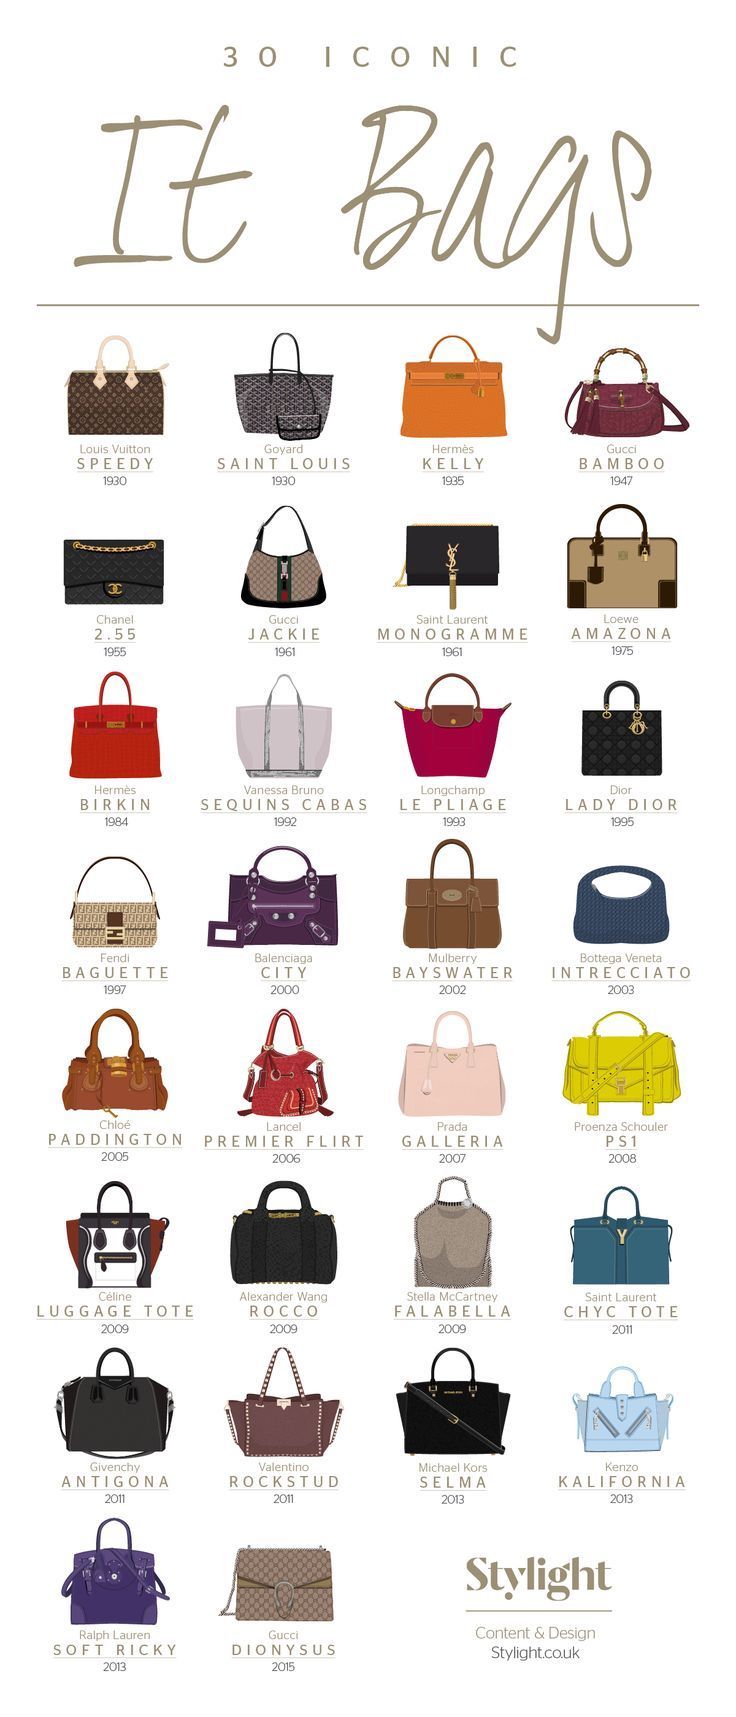 30 ICONIC
It Bags
Louis Vuitton
SPEEDY
1930
Goyard
SAINT LOUIS
1930
Hermès
KELLY
1935
Gucci
BAMBOO
1947
Chanel
2.55
1955
Gucci
JACKIE
1961
Saint Laurent
MONOGRAMME
1961
Loewe
AMAZONA
1975
Hermès
BIRKIN
1984
Vanessa Bruno
SEQUINS CABAS
1992
Longchamp
LE PLIAGE
1993
Dior
LADY DIOR
1995
Fendi
BAGUETTE
1997
Balenciaga
CITY
2000
Mulberry
BAYSWATER
2002
Bottega Veneta
INTRECCIATO
2003
Chloé
PADDINGTON
2005
Lancel
PREMIER FLIRT
2006
PRADA
Prada
GALLERIA
2007
Proenza Schouler
PS1
2008
Céline
LUGGAGE TOTE
2009
Alexander Wang
ROCCO
2009
Stella McCartney
FALABELLA
2009
Y
Saint Laurent
CHYC TOTE
2011
Givenchy
ANTIGONA
2011
Valentino
ROCKSTUD
2011
MICHAEL KORS
Michael Kors
SELMA
2013
Kenzo
KALIFORNIA
2013
Ralph Lauren
SOFT RICKY
2013
Gucci
DIONYSUS
2015
Stylight
Content & Design
Stylight.co.uk